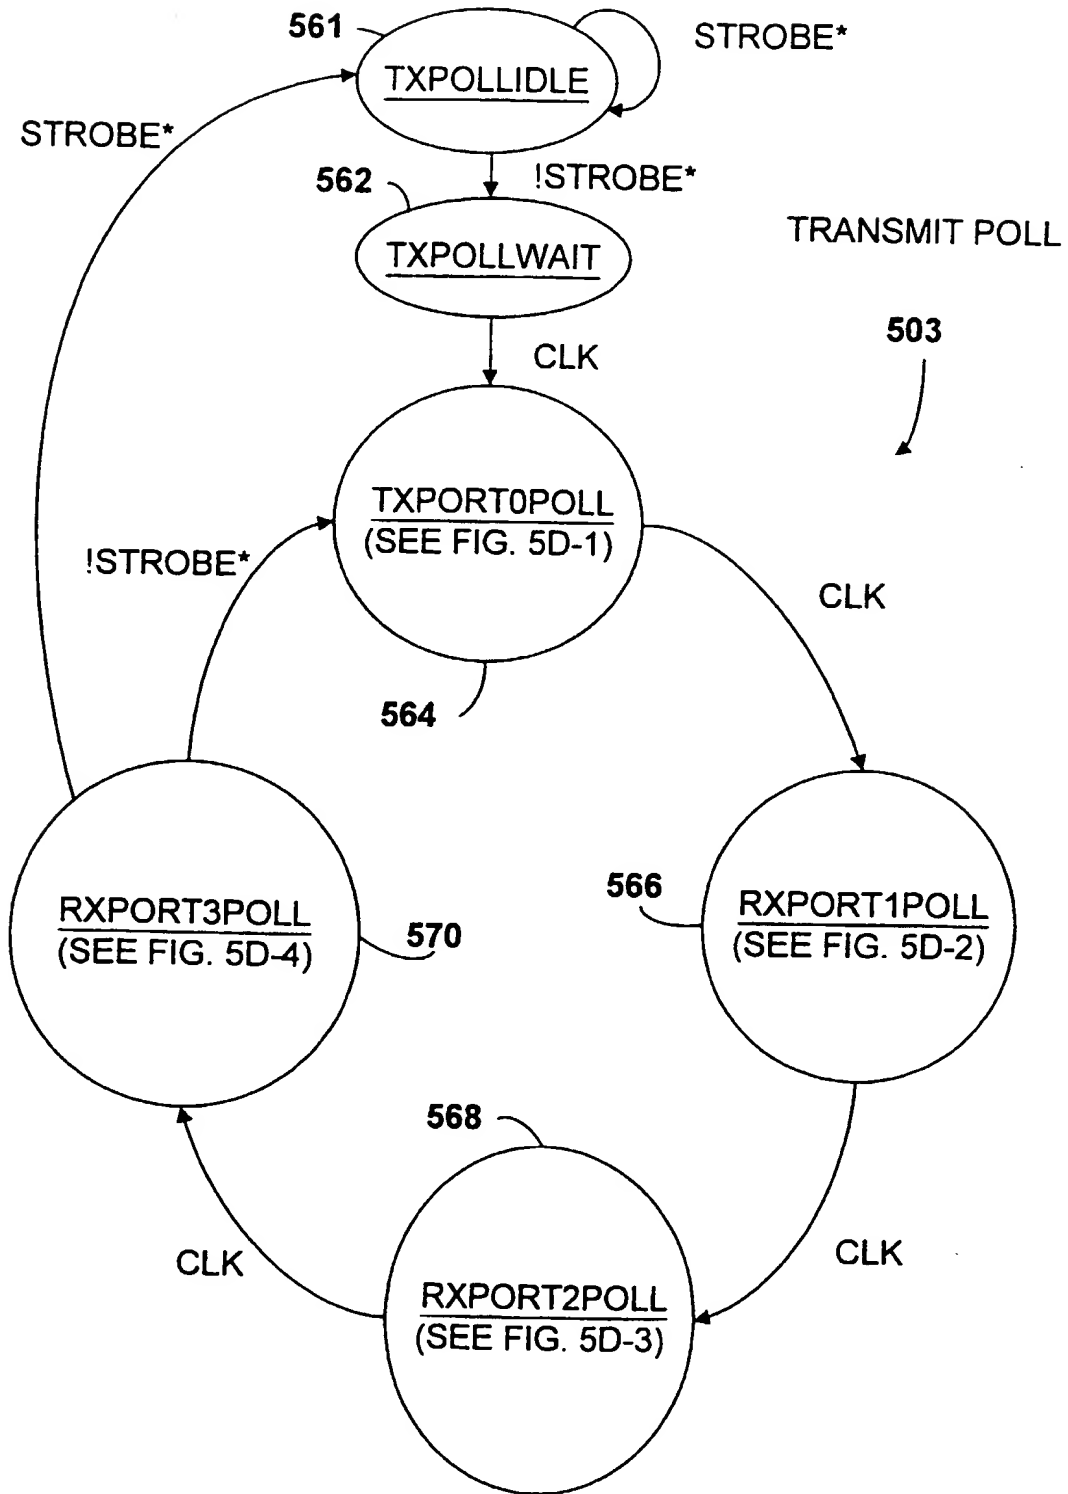 561
STROBE*
TXPOLLIDLE
STROBE*
562
!STROBE*
TXPOLLWAIT
TRANSMIT POLL
503
CLK
TXPORT0POLL
(SEE FIG. 5D-1)
!STROBE*
CLK
564
566
RXPORT3POLL
(SEE FIG. 5D-4)
570
RXPORT1POLL
(SEE FIG. 5D-2)
568
CLK
CLK
RXPORT2POLL
(SEE FIG. 5D-3)